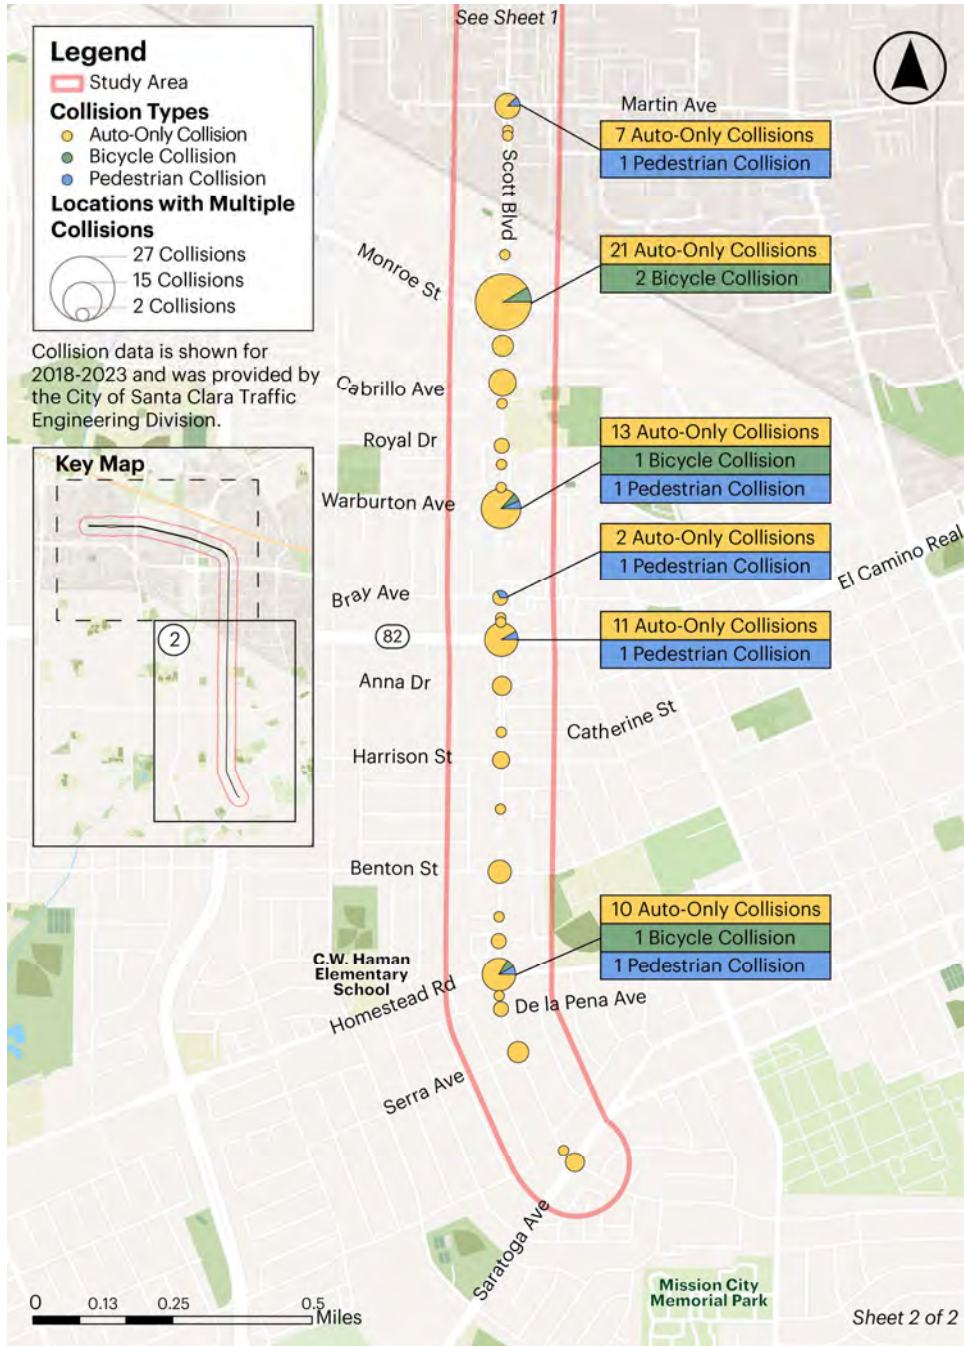 See Sheet 1
Legend
Study Area
Collision Types
Auto-Only Collision
Bicycle Collision
Pedestrian Collision
Locations with Multiple
Collisions
27 Collisions
15 Collisions
2 Collisions
Collision data is shown for
2018-2023 and was provided by
the City of Santa Clara Traffic
Engineering Division.
Key Map
2
Martin Ave
7 Auto-Only Collisions
1 Pedestrian Collision
Scott Blvd
Monroe St
21 Auto-Only Collisions
2 Bicycle Collision
Cabrillo Ave
Royal Dr
13 Auto-Only Collisions
1 Bicycle Collision
1 Pedestrian Collision
Warburton Ave
2 Auto-Only Collisions
1 Pedestrian Collision
El Camino Real
Bray Ave
82
11 Auto-Only Collisions
1 Pedestrian Collision
Anna Dr
Catherine St
Harrison St
Benton St
10 Auto-Only Collisions
1 Bicycle Collision
1 Pedestrian Collision
C.W. Haman
Elementary
School
Homestead Rd
De la Pena Ave
Serra Ave
Saratoga Ave
Mission City
Memorial Park
0 0.13 0.25 0.5
Miles
Sheet 2 of 2